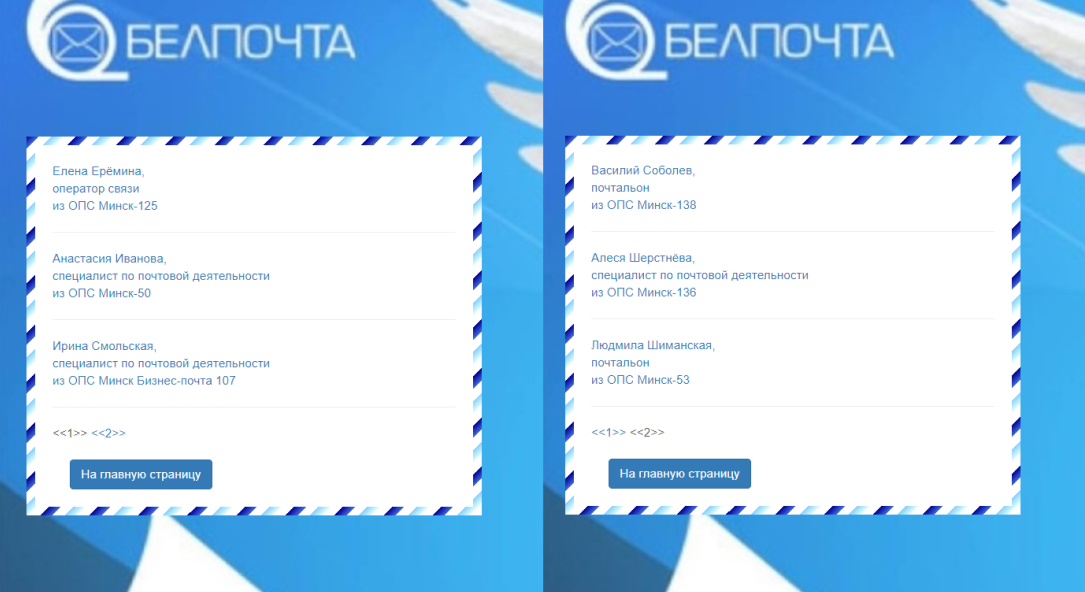 БЕЛПОЧТА
Елена Ерёмина,
оператор связи
из ОПС Минск-125
Анастасия Иванова,
специалист по почтовой деятельности
из ОПС Минск-50
Ирина Смольская,
специалист по почтовой деятельности
из ОПС Минск Бизнес-почта 107
<<1>> <<2>>
На главную страницу
БЕЛПОЧТА
Василий Соболев,
почтальон
из ОПС Минск-138
Алеся Шерстнёва,
специалист по почтовой деятельности
из ОПС Минск-136
Людмила Шиманская,
почтальон
из ОПС Минск-53
<<1>> <<2>>
На главную страницу